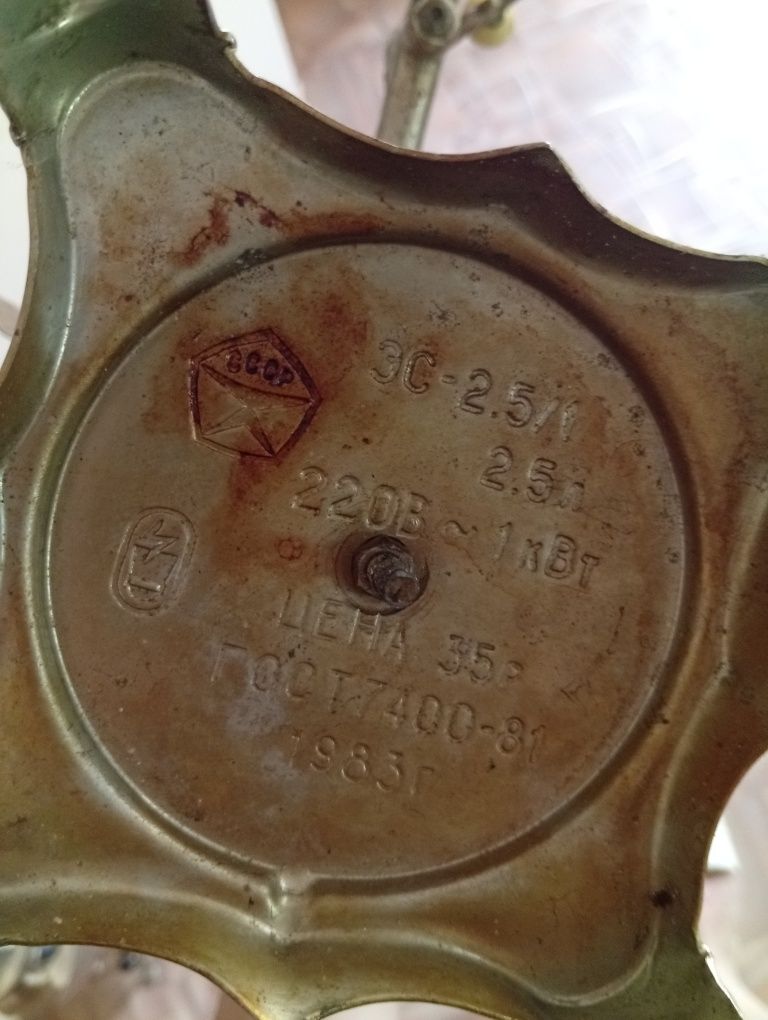 СССР
ЭС-2.5/1
2.5л
220В ~ 1кВт
ЦЕНА 35р
ГОСТ7400-81
1983г